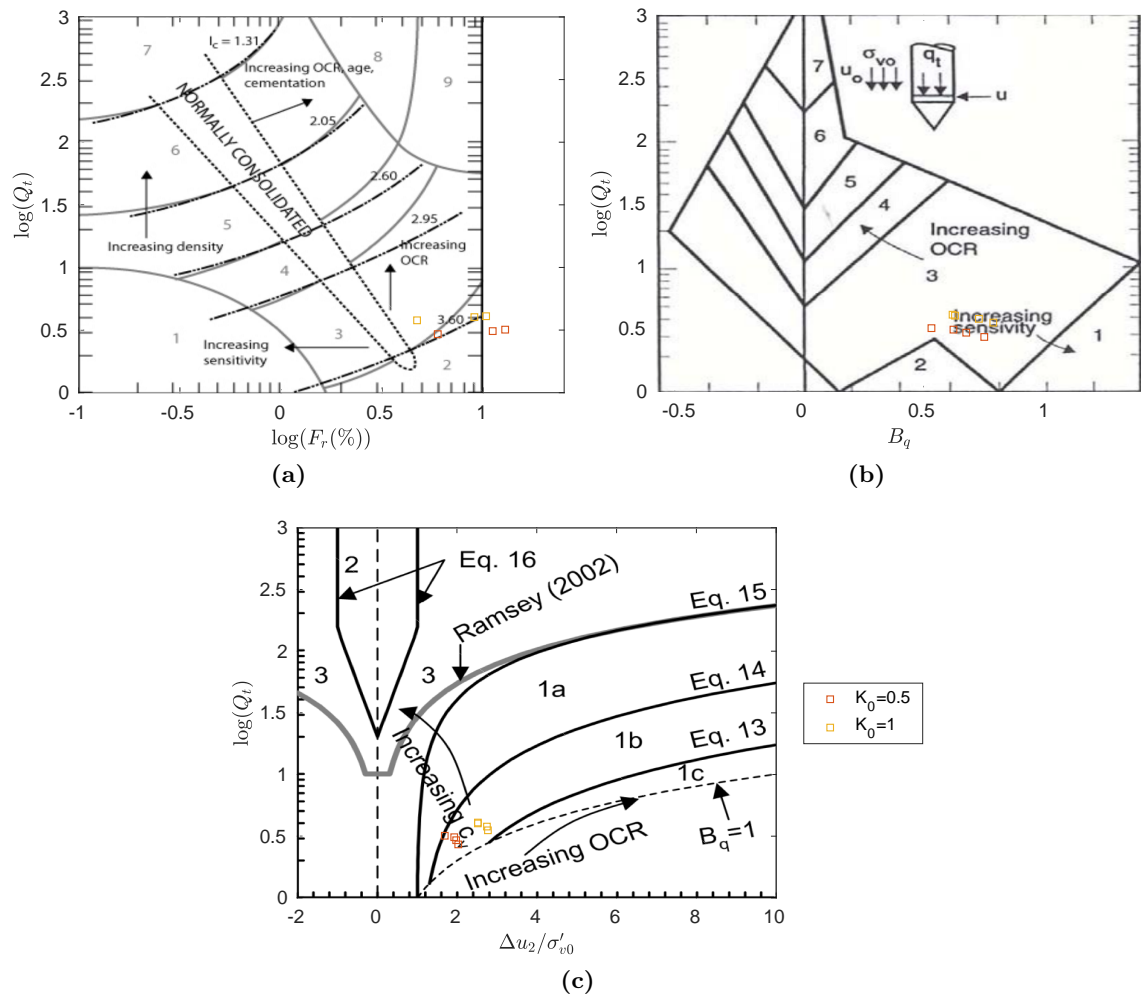 3
2.5
2
1.5
1
0.5
0
log(Q_t)
7
I_c = 1.31
8
9
Increasing OCR, age,
cementation
NORMALLY CONSOLIDATED
2.05
6
2.60
5
2.95
Increasing density
Increasing
OCR
4
3.60
1
3
Increasing
sensitivity
2
-1
-0.5
0
0.5
1
log(F_r(%))
(a)
3
2.5
2
1.5
1
0.5
0
log(Q_t)
σ_vo
u_o
q_t
u
7
6
5
4
Increasing
OCR
3
Increasing
sensivity
1
2
-0.5
0
0.5
1
B_q
(b)
3
2.5
2
1.5
1
0.5
0
log(Q_t)
2
Eq. 16
Ramsey (2002)
Eq. 15
3
3
1a
Eq. 14
1b
Eq. 13
Increasing c_v
1c
B_q=1
Increasing OCR
-2
0
2
4
6
8
10
Δu_2/σ′_v0
(c)
K_0=0.5
K_0=1